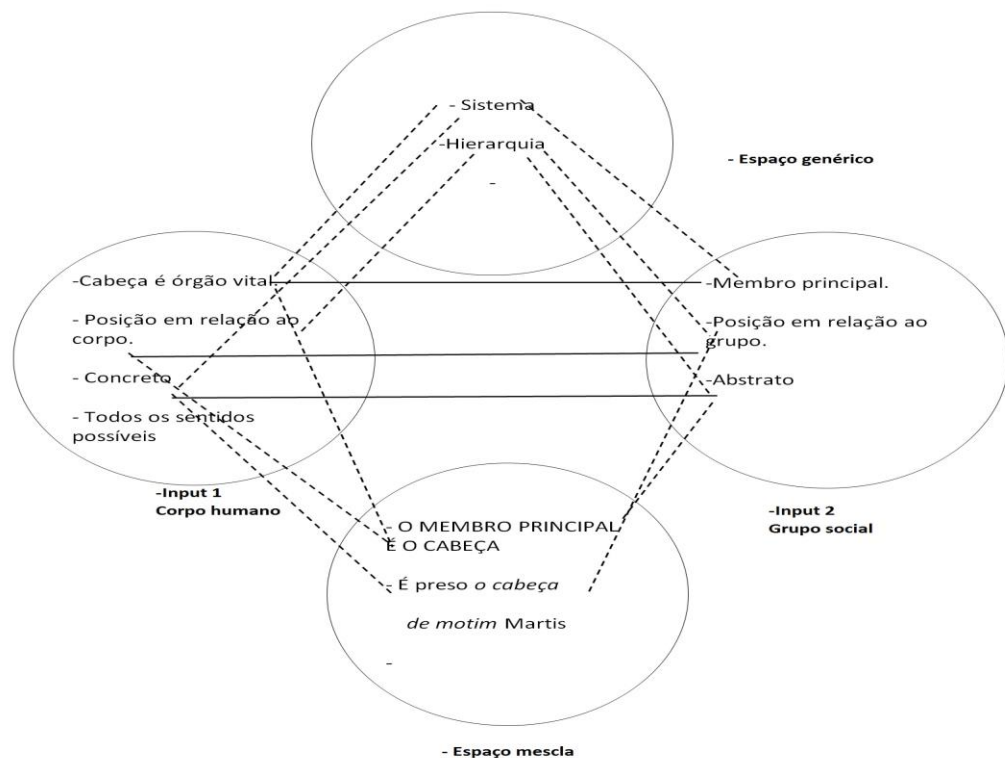 - Sistema
-Hierarquia
-
- Espaço genérico
-Cabeça é órgão vital.
- Posição em relação ao
corpo.
- Concreto
- Todos os sentidos
possíveis
-Input 1
Corpo humano
-Membro principal.
-Posição em relação ao
grupo.
-Abstrato
-Input 2
Grupo social
- O MEMBRO PRINCIPAL
É O CABEÇA
- É preso o cabeça
de motim Martis
-
- Espaço mescla